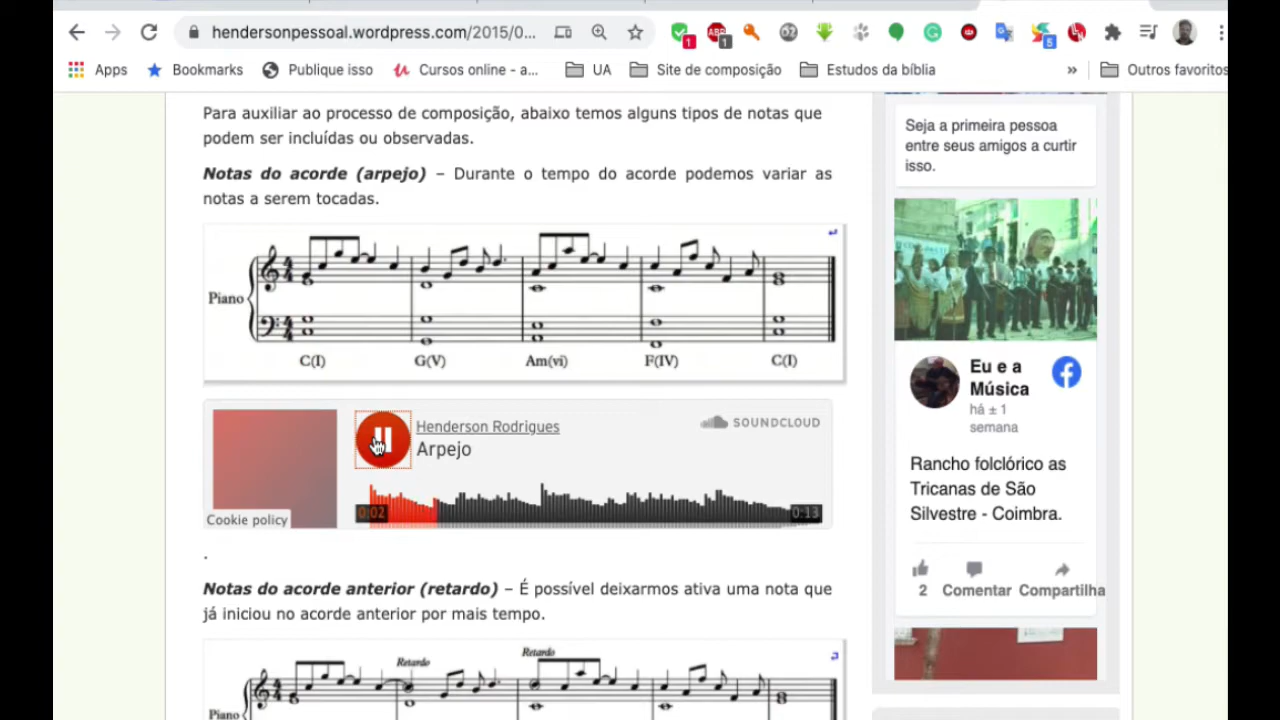 hendersonpessoal.wordpress.com/2015/0...
1
1
5
Apps
Bookmarks
Publique isso
Cursos online - a...
UA
Site de composição
Estudos da bíblia
»
Outros favoritos
Para auxiliar ao processo de composição, abaixo temos alguns tipos de notas que
podem ser incluídas ou observadas.
Notas do acorde (arpejo) – Durante o tempo do acorde podemos variar as
notas a serem tocadas.
Piano
C(I) G(V) Am(vi) F(IV) C(I)
Henderson Rodrigues
SOUNDCLOUD
Arpejo
0:02
0:13
Cookie policy
.
Notas do acorde anterior (retardo) – É possível deixarmos ativa uma nota que
já iniciou no acorde anterior por mais tempo.
Retardo
Retardo
Piano
Seja a primeira pessoa
entre seus amigos a curtir
isso.
Eu e a
Música
há ± 1
semana
Rancho folclórico as
Tricanas de São
Silvestre - Coimbra.
2
Comentar
Compartilha